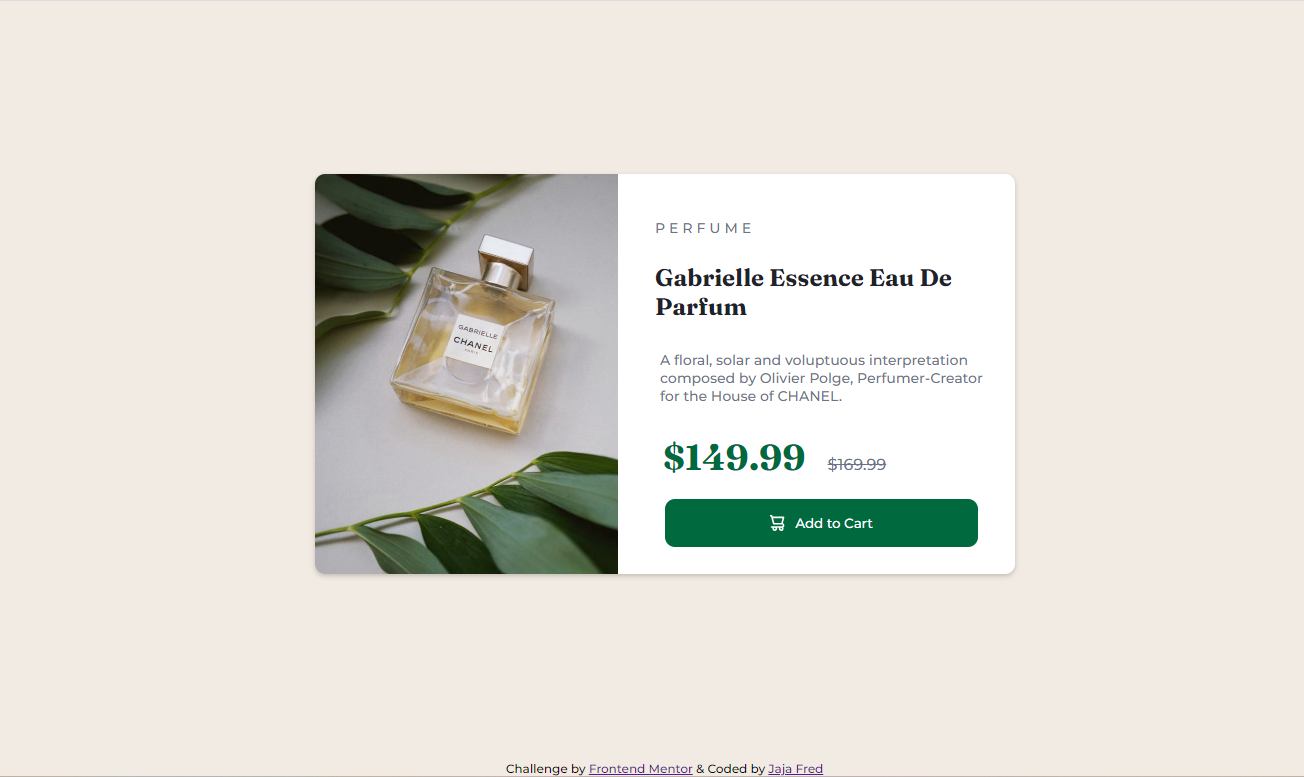 PERFUME
Gabrielle Essence Eau De
Parfum
A floral, solar and voluptuous interpretation
composed by Olivier Polge, Perfumer-Creator
for the House of CHANEL.
$149.99 $169.99
Add to Cart
GABRIELLE
CHANEL
PARIS
Challenge by Frontend Mentor & Coded by Jaja Fred